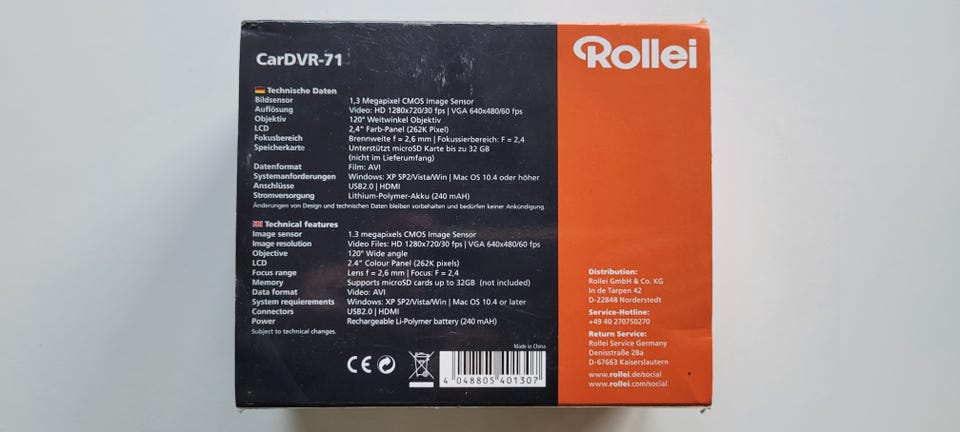 CarDVR-71
Technische Daten
Bildsensor 1,3 Megapixel CMOS Image Sensor
Auflösung Video: HD 1280x720/30 fps | VGA 640x480/60 fps
Objektiv 120° Weitwinkel Objektiv
LCD 2,4" Farb-Panel (262K Pixel)
Fokusbereich Brennweite f = 2,6 mm | Fokussierbereich: F = 2,4
Speicherkarte Unterstützt microSD Karte bis zu 32 GB
(nicht im Lieferumfang)
Datenformat Film: AVI
Systemanforderungen Windows: XP SP2/Vista/Win | Mac OS 10.4 oder höher
Anschlüsse USB2.0 | HDMI
Stromversorgung Lithium-Polymer-Akku (240 mAH)
Änderungen von Design und technischen Daten bleiben vorbehalten und bedürfen keiner Ankündigung.
Technical features
Image sensor 1.3 megapixels CMOS Image Sensor
Image resolution Video Files: HD 1280x720/30 fps | VGA 640x480/60 fps
Objective 120° Wide angle
LCD 2.4" Colour Panel (262K pixels)
Focus range Lens f = 2,6 mm | Focus: F = 2,4
Memory Supports microSD cards up to 32GB (not included)
Data format Video: AVI
System requierements Windows: XP SP2/Vista/Win | Mac OS 10.4 or later
Connectors USB2.0 | HDMI
Power Rechargeable Li-Polymer battery (240 mAH)
Subject to technical changes.
Made in China
CE
4 048805 401307
Rollei
Distribution:
Rollei GmbH & Co. KG
In de Tarpen 42
D-22848 Norderstedt
Service-Hotline:
+49 40 270750270
Return Service:
Rollei Service Germany
Denisstraße 28a
D-67663 Kaiserslautern
www.rollei.de/social
www.rollei.com/social